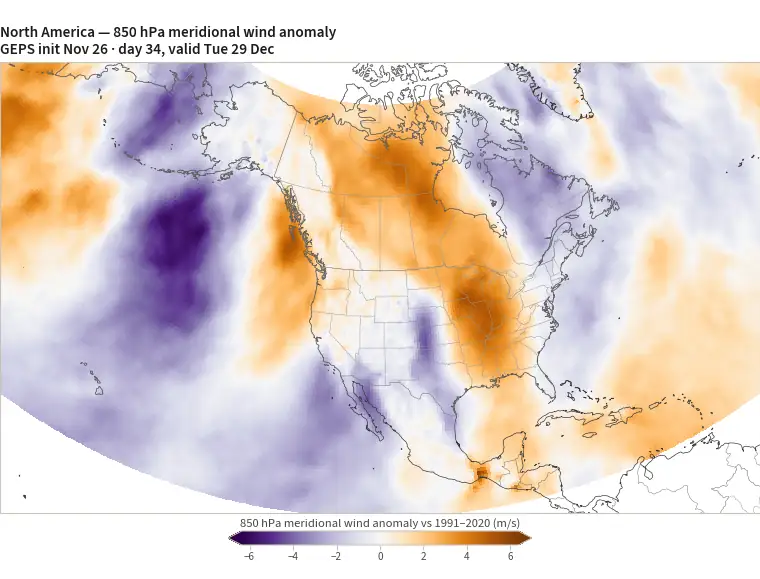 North America — 850 hPa meridional wind anomaly
GEPS init Nov 26 · day 34, valid Tue 29 Dec
850 hPa meridional wind anomaly vs 1991–2020 (m/s)
−6 −4 −2 0 2 4 6